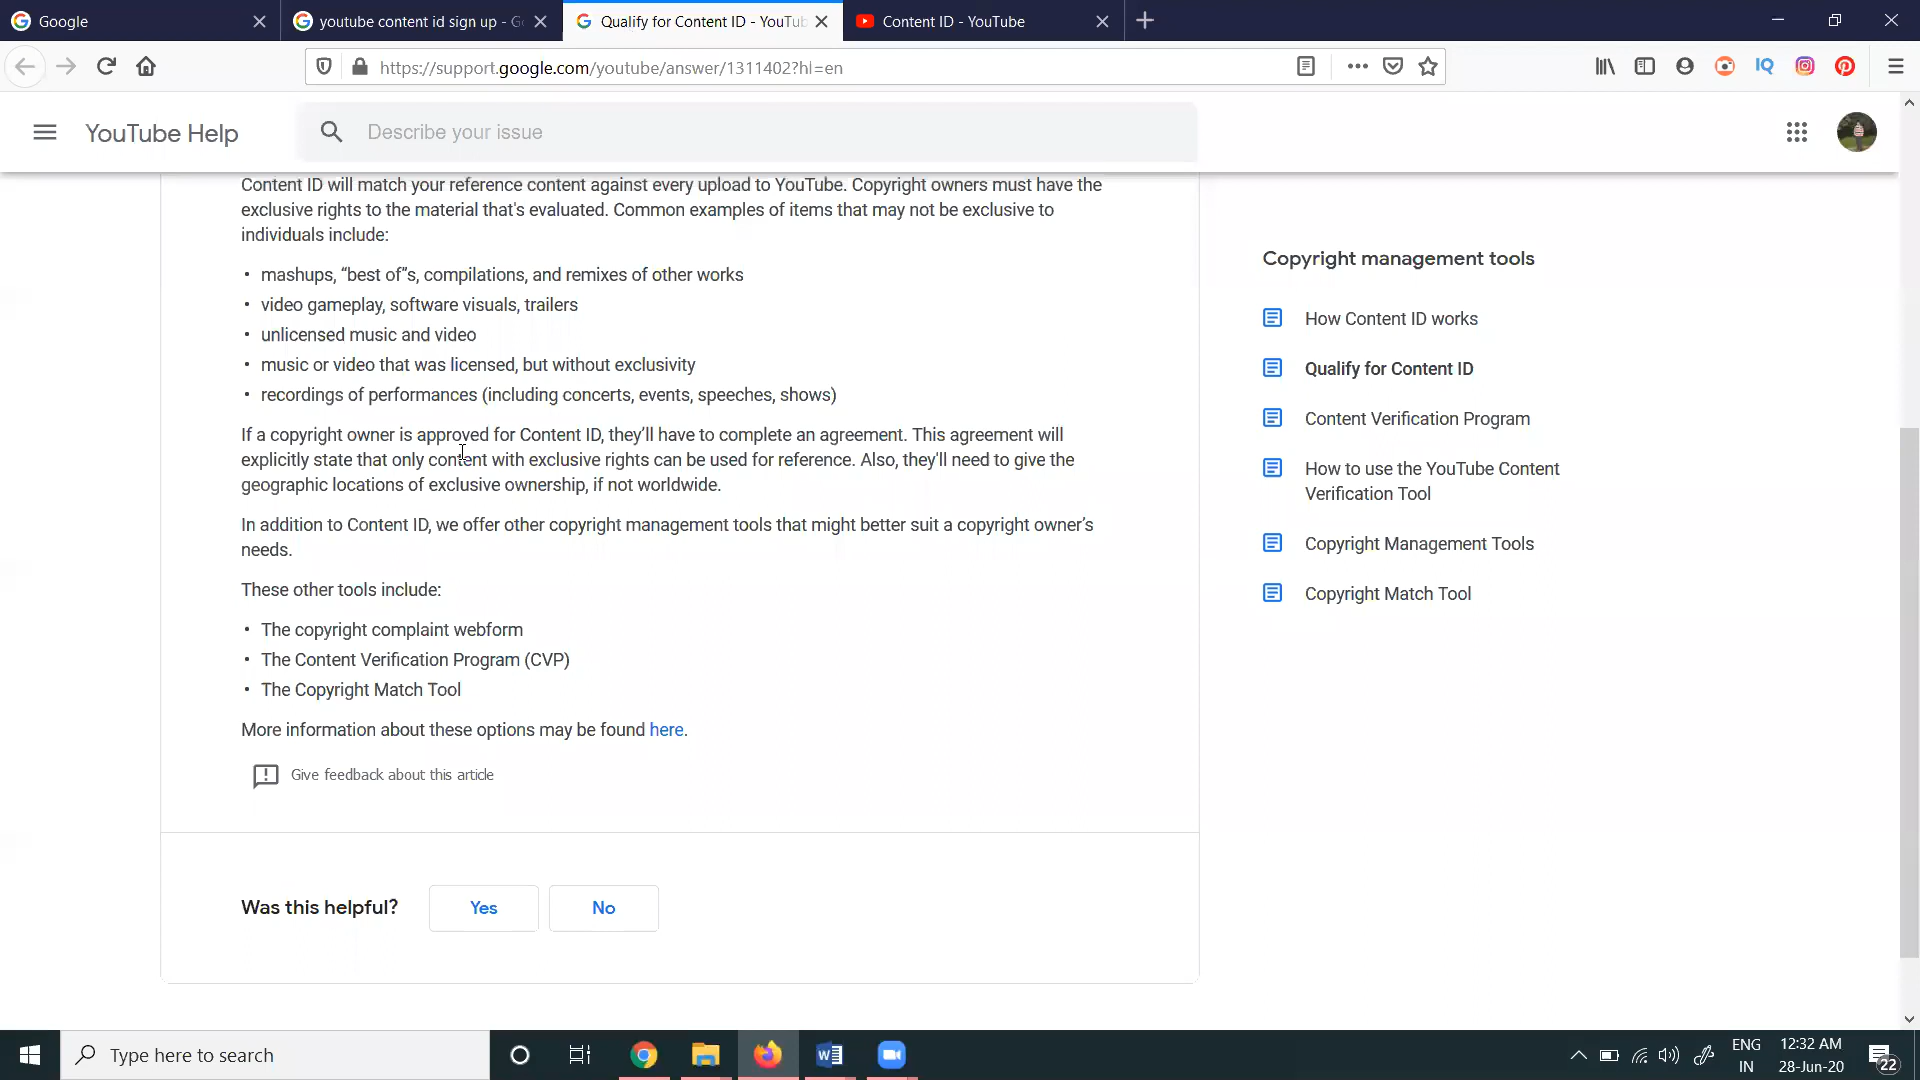 Google
youtube content id sign up - Go
Qualify for Content ID - YouTub
Content ID - YouTube
https://support.google.com/youtube/answer/1311402?hl=en
IQ
YouTube Help
Describe your issue
Content ID will match your reference content against every upload to YouTube. Copyright owners must have the
exclusive rights to the material that's evaluated. Common examples of items that may not be exclusive to
individuals include:
• mashups, “best of”s, compilations, and remixes of other works
• video gameplay, software visuals, trailers
• unlicensed music and video
• music or video that was licensed, but without exclusivity
• recordings of performances (including concerts, events, speeches, shows)
If a copyright owner is approved for Content ID, they’ll have to complete an agreement. This agreement will
explicitly state that only content with exclusive rights can be used for reference. Also, they'll need to give the
geographic locations of exclusive ownership, if not worldwide.
In addition to Content ID, we offer other copyright management tools that might better suit a copyright owner’s
needs.
These other tools include:
• The copyright complaint webform
• The Content Verification Program (CVP)
• The Copyright Match Tool
More information about these options may be found here.
Give feedback about this article
Was this helpful?
Yes
No
Copyright management tools
How Content ID works
Qualify for Content ID
Content Verification Program
How to use the YouTube Content
Verification Tool
Copyright Management Tools
Copyright Match Tool
Type here to search
ENG
IN
12:32 AM
28-Jun-20
22